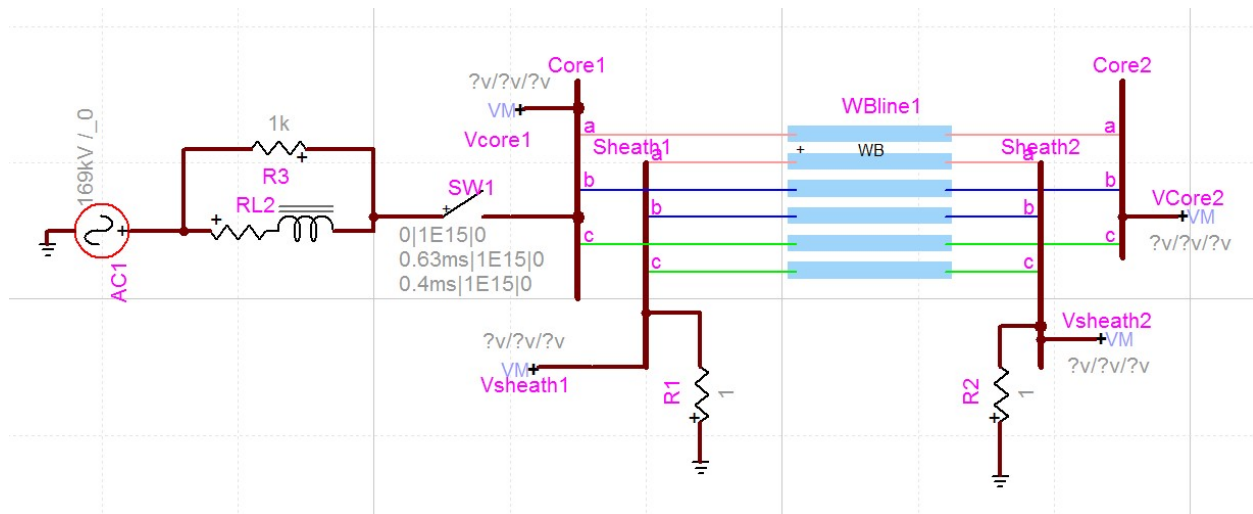 Core1
Core2
?v/?v/?v
VM
Vcore1
WBline1
169kV /_0
1k
R3
a
a
Sheath1
a
+
WB
Sheath2
a
SW1
RL2
b
b
VCore2
VM
b
b
?v/?v/?v
0|1E15|0
c
c
0.63ms|1E15|0
c
c
0.4ms|1E15|0
AC1
Vsheath2
VM
?v/?v/?v
?v/?v/?v
VM
Vsheath1
R1
1
R2
1